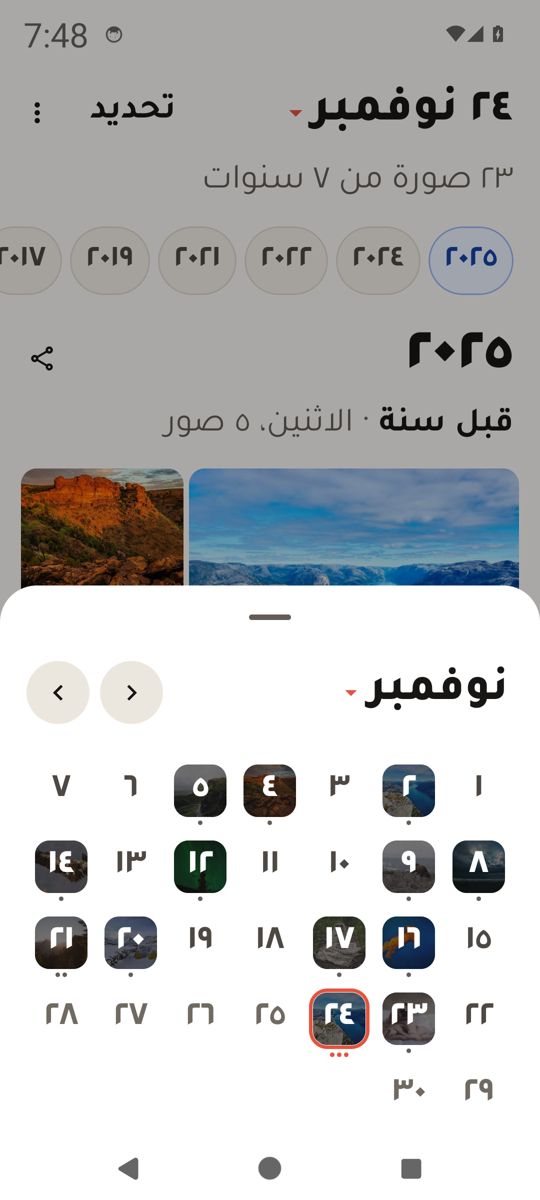 7:48
٢٤ نوفمبر
تحديد
٢٣ صورة من ٧ سنوات
٢٠٢٥ ٢٠٢٤ ٢٠٢٢ ٢٠٢١ ٢٠١٩ ٢٠١٧
٢٠٢٥
قبل سنة · الاثنين، ٥ صور
نوفمبر
١ ٢ ٣ ٤ ٥ ٦ ٧
٨ ٩ ١٠ ١١ ١٢ ١٣ ١٤
١٥ ١٦ ١٧ ١٨ ١٩ ٢٠ ٢١
٢٢ ٢٣ ٢٤ ٢٥ ٢٦ ٢٧ ٢٨
٢٩ ٣٠